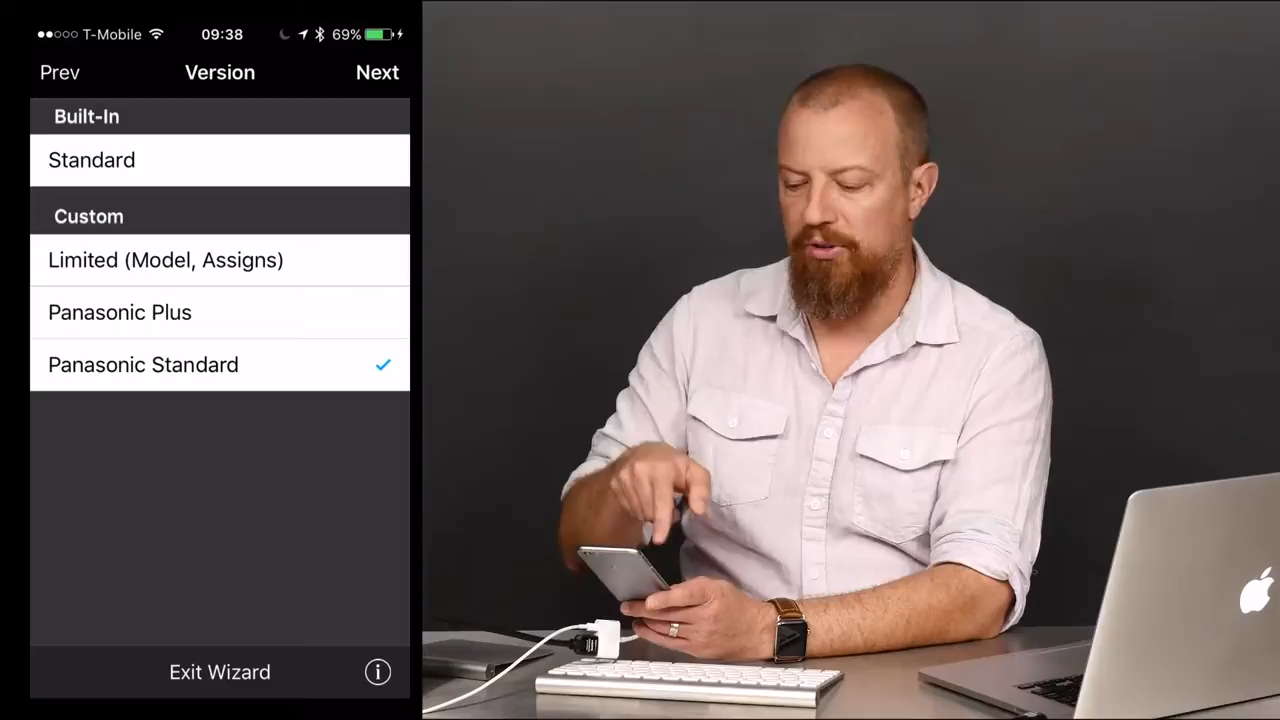 T-Mobile 09:38 69%
Prev Version Next
Built-In
Standard
Custom
Limited (Model, Assigns)
Panasonic Plus
Panasonic Standard
Exit Wizard